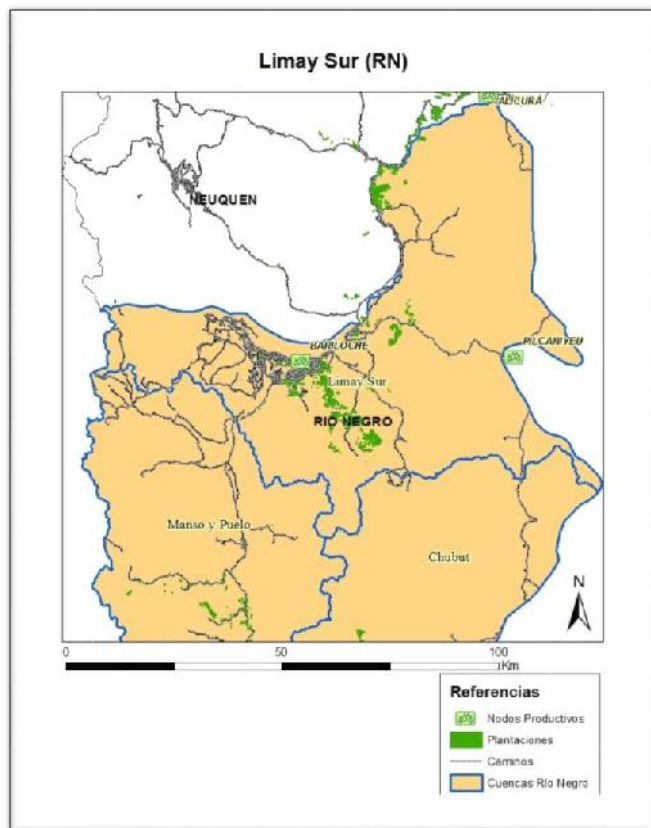 Limay Sur (RN)
ALICURA
NEUQUEN
PILCANIYEU
BARILOCHE
Limay Sur
RIO NEGRO
Manso y Puelo
Chubut
N
0 50 100
Km
Referencias
Nodos Productivos
Plantaciones
Caminos
Cuencas Río Negro